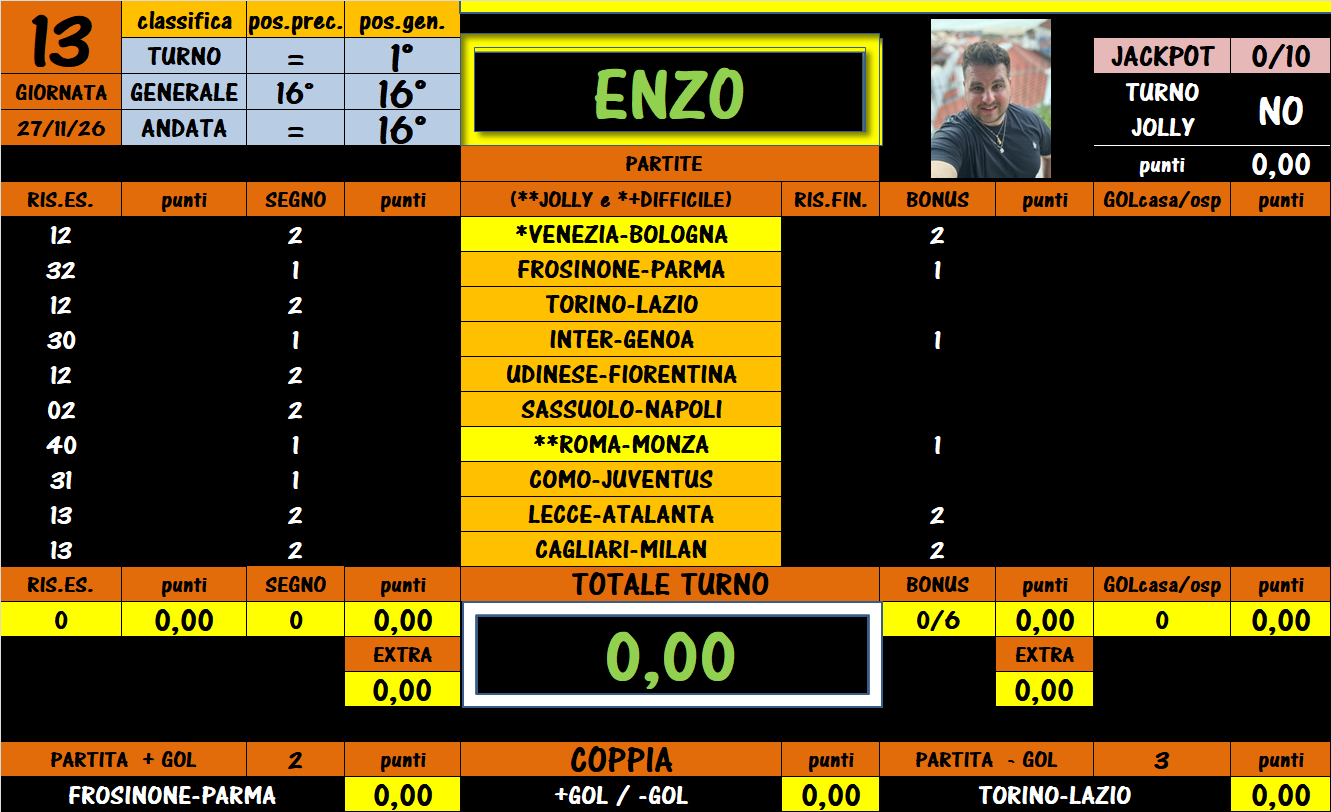 13 classifica pos.prec. pos.gen.
TURNO = 1°
ENZO
JACKPOT 0/10
GIORNATA GENERALE 16° 16°
TURNO JOLLY NO
27/11/26 ANDATA = 16°
PARTITE
punti 0,00
RIS.ES. punti SEGNO punti (**JOLLY e *+DIFFICILE) RIS.FIN. BONUS punti GOLcasa/osp punti
12 2 *VENEZIA-BOLOGNA 2
32 1 FROSINONE-PARMA 1
12 2 TORINO-LAZIO
30 1 INTER-GENOA 1
12 2 UDINESE-FIORENTINA
02 2 SASSUOLO-NAPOLI
40 1 **ROMA-MONZA 1
31 1 COMO-JUVENTUS
13 2 LECCE-ATALANTA 2
13 2 CAGLIARI-MILAN 2
RIS.ES. punti SEGNO punti TOTALE TURNO BONUS punti GOLcasa/osp punti
0 0,00 0 0,00 0/6 0,00 0 0,00
EXTRA 0,00 EXTRA
0,00 0,00
PARTITA + GOL 2 punti COPPIA punti PARTITA - GOL 3 punti
FROSINONE-PARMA 0,00 +GOL / -GOL 0,00 TORINO-LAZIO 0,00